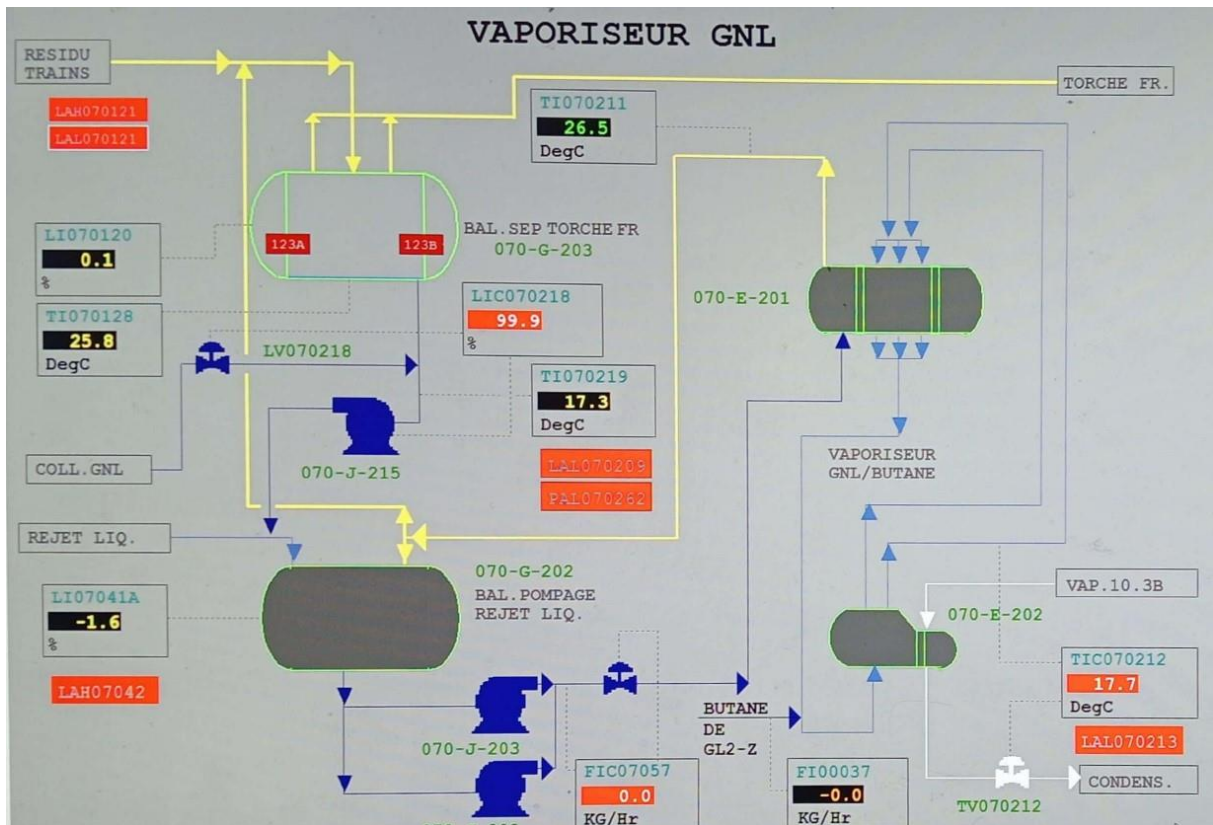 VAPORISEUR GNL
RESIDU
TRAINS
TORCHE FR.
LAH070121
LAL070121
TI070211
26.5
DegC
LI070120
0.1
%
123A
123B
BAL.SEP TORCHE FR
070-G-203
TI070128
25.8
DegC
LIC070218
99.9
%
070-E-201
LV070218
TI070219
17.3
DegC
COLL.GNL
070-J-215
LAL070209
PAL070262
VAPORISEUR
GNL/BUTANE
REJET LIQ.
070-G-202
BAL.POMPAGE
REJET LIQ.
LI07041A
-1.6
%
LAH07042
VAP.10.3B
070-E-202
TIC070212
17.7
DegC
LAL070213
070-J-203
BUTANE
DE
GL2-Z
FIC07057
0.0
KG/Hr
FI00037
-0.0
KG/Hr
TV070212
CONDENS.